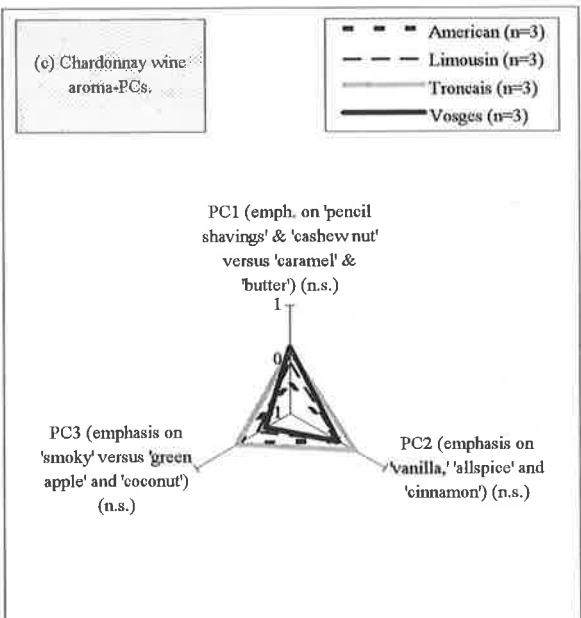 (c) Chardonnay wine
aroma-PCs.
American (n=3)
Limousin (n=3)
Troncais (n=3)
Vosges (n=3)
PC1 (emph. on 'pencil
shavings' & 'cashew nut'
versus 'caramel' &
'butter') (n.s.)
1
0
1
PC3 (emphasis on
'smoky' versus 'green
apple' and 'coconut')
(n.s.)
PC2 (emphasis on
'vanilla,' 'allspice' and
'cinnamon') (n.s.)